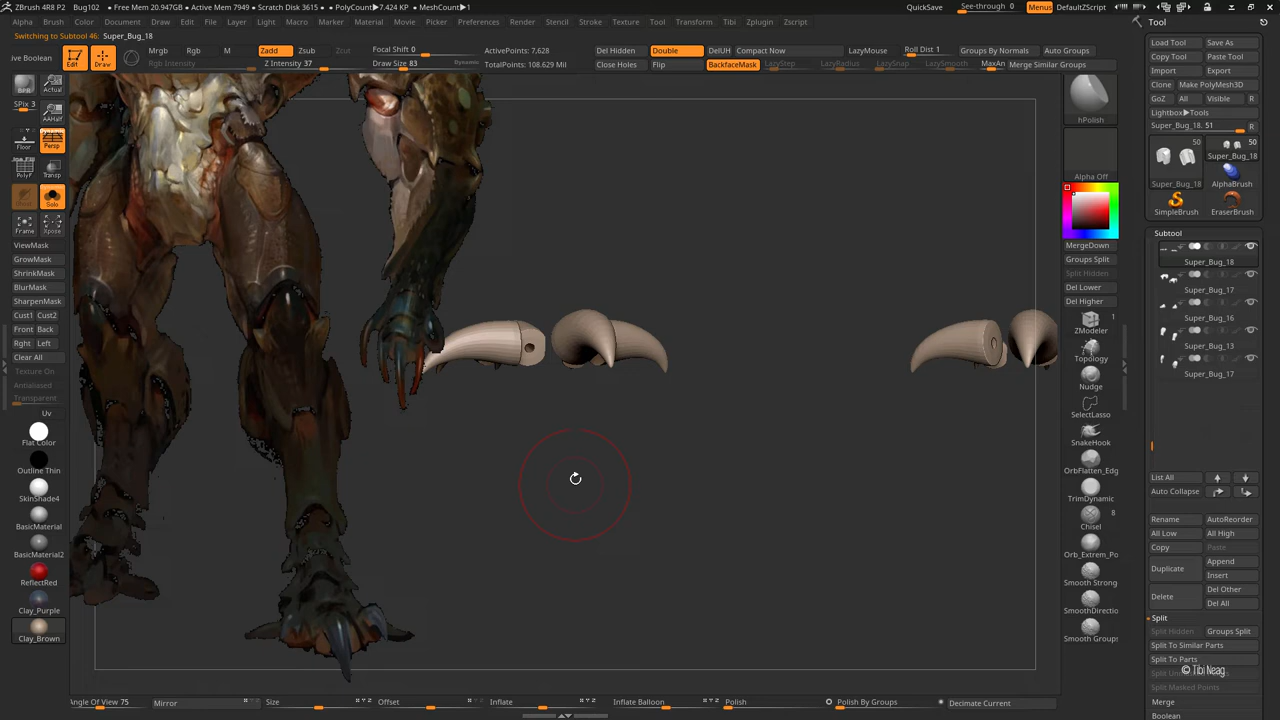 ZBrush 4R8 P2 Bug102 • Free Mem 20.947GB • Active Mem 7949 • Scratch Disk 3615 • PolyCount▶7.424 KP • MeshCount▶1 QuickSave See-through 0 Menus DefaultZScript
Alpha Brush Color Document Draw Edit File Layer Light Macro Marker Material Movie Picker Preferences Render Stencil Stroke Texture Tool Transform Tibi Zplugin Zscript
Switching to Subtool 46: Super_Bug_18
ive Boolean Edit Draw Mrgb Rgb M Zadd Zsub Zcut Focal Shift 0 ActivePoints: 7,628 Del Hidden Double DelUH Compact Now LazyMouse Roll Dist 1 Groups By Normals Auto Groups
Rgb Intensity Z Intensity 37 Draw Size 83 Dynamic TotalPoints: 108.629 Mil Close Holes Flip BackfaceMask LazyStep LazyRadius LazySnap LazySmooth MaxAn Merge Similar Groups
BPR Actual
SPix 3
AAHalf
Dynamic
Floor Persp
PolyF Transp
Ghost Solo
Frame Xpose
ViewMask
GrowMask
ShrinkMask
BlurMask
SharpenMask
Cust1 Cust2
Front Back
Rght Left
Clear All
Texture On
Antialiased
Transparent
Uv
Flat Color
Outline Thin
SkinShade4
BasicMaterial
BasicMaterial2
ReflectRed
Clay_Purple
Clay_Brown
hPolish
Alpha Off
MergeDown
Groups Split
Split Hidden
Del Lower
Del Higher
1
ZModeler
Topology
Nudge
SelectLasso
SnakeHook
OrbFlatten_Edg
TrimDynamic
8
Chisel
Orb_Extrem_Po
Smooth Strong
SmoothDirectio
Smooth Groups
Tool
Load Tool Save As
Copy Tool Paste Tool
Import Export
Clone Make PolyMesh3D
GoZ All Visible R
Lightbox▶Tools
Super_Bug_18. 51 R
50 50
Super_Bug_18
Super_Bug_18 AlphaBrush
SimpleBrush EraserBrush
Subtool
Super_Bug_18
Super_Bug_17
Super_Bug_16
Super_Bug_13
Super_Bug_17
List All
Auto Collapse
Rename AutoReorder
All Low All High
Copy Paste
Duplicate Append
Insert
Delete Del Other
Del All
Split
Split Hidden Groups Split
Split To Similar Parts
Split To Parts
Split Masked Points
© Tibi Neag
Merge
Boolean
Angle Of View 75 Mirror Size Offset Inflate Inflate Balloon Polish Polish By Groups Decimate Current